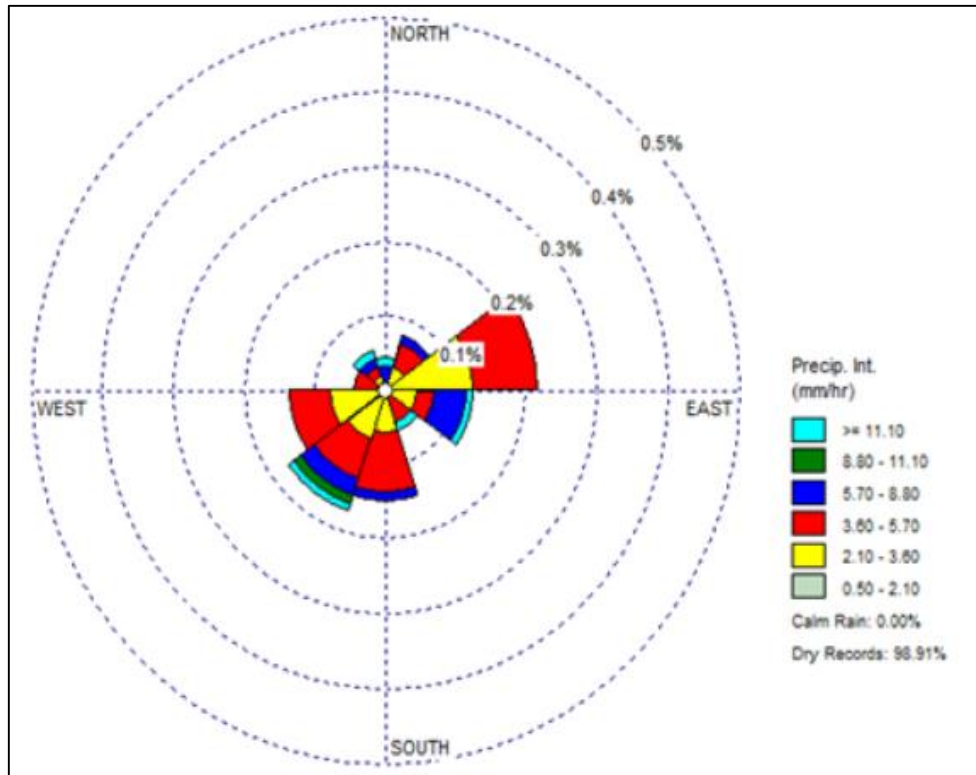 NORTH
0.5%
0.4%
0.3%
0.2%
0.1%
WEST
EAST
SOUTH
Precip. Int.
(mm/hr)
>= 11.10
8.80 - 11.10
5.70 - 8.80
3.60 - 5.70
2.10 - 3.60
0.50 - 2.10
Calm Rain: 0.00%
Dry Records: 98.91%